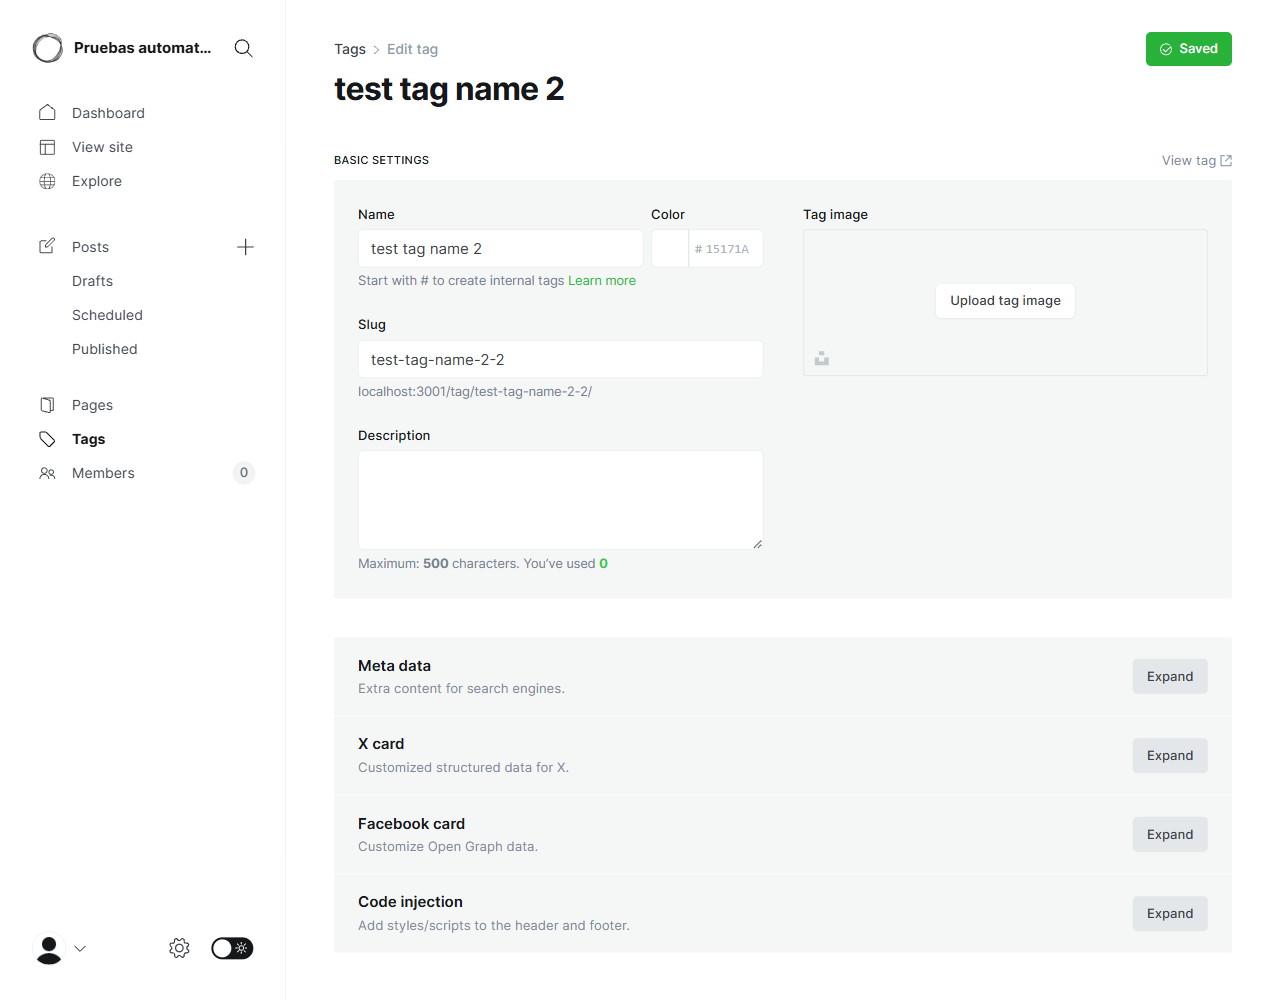 Pruebas automat...
Dashboard
View site
Explore
Posts
Drafts
Scheduled
Published
Pages
Tags
Members 0
Tags > Edit tag
Saved
test tag name 2
BASIC SETTINGS
View tag
Name
test tag name 2
Start with # to create internal tags Learn more
Color
# 15171A
Tag image
Upload tag image
Slug
test-tag-name-2-2
localhost:3001/tag/test-tag-name-2-2/
Description
Maximum: 500 characters. You’ve used 0
Meta data
Extra content for search engines.
Expand
X card
Customized structured data for X.
Expand
Facebook card
Customize Open Graph data.
Expand
Code injection
Add styles/scripts to the header and footer.
Expand